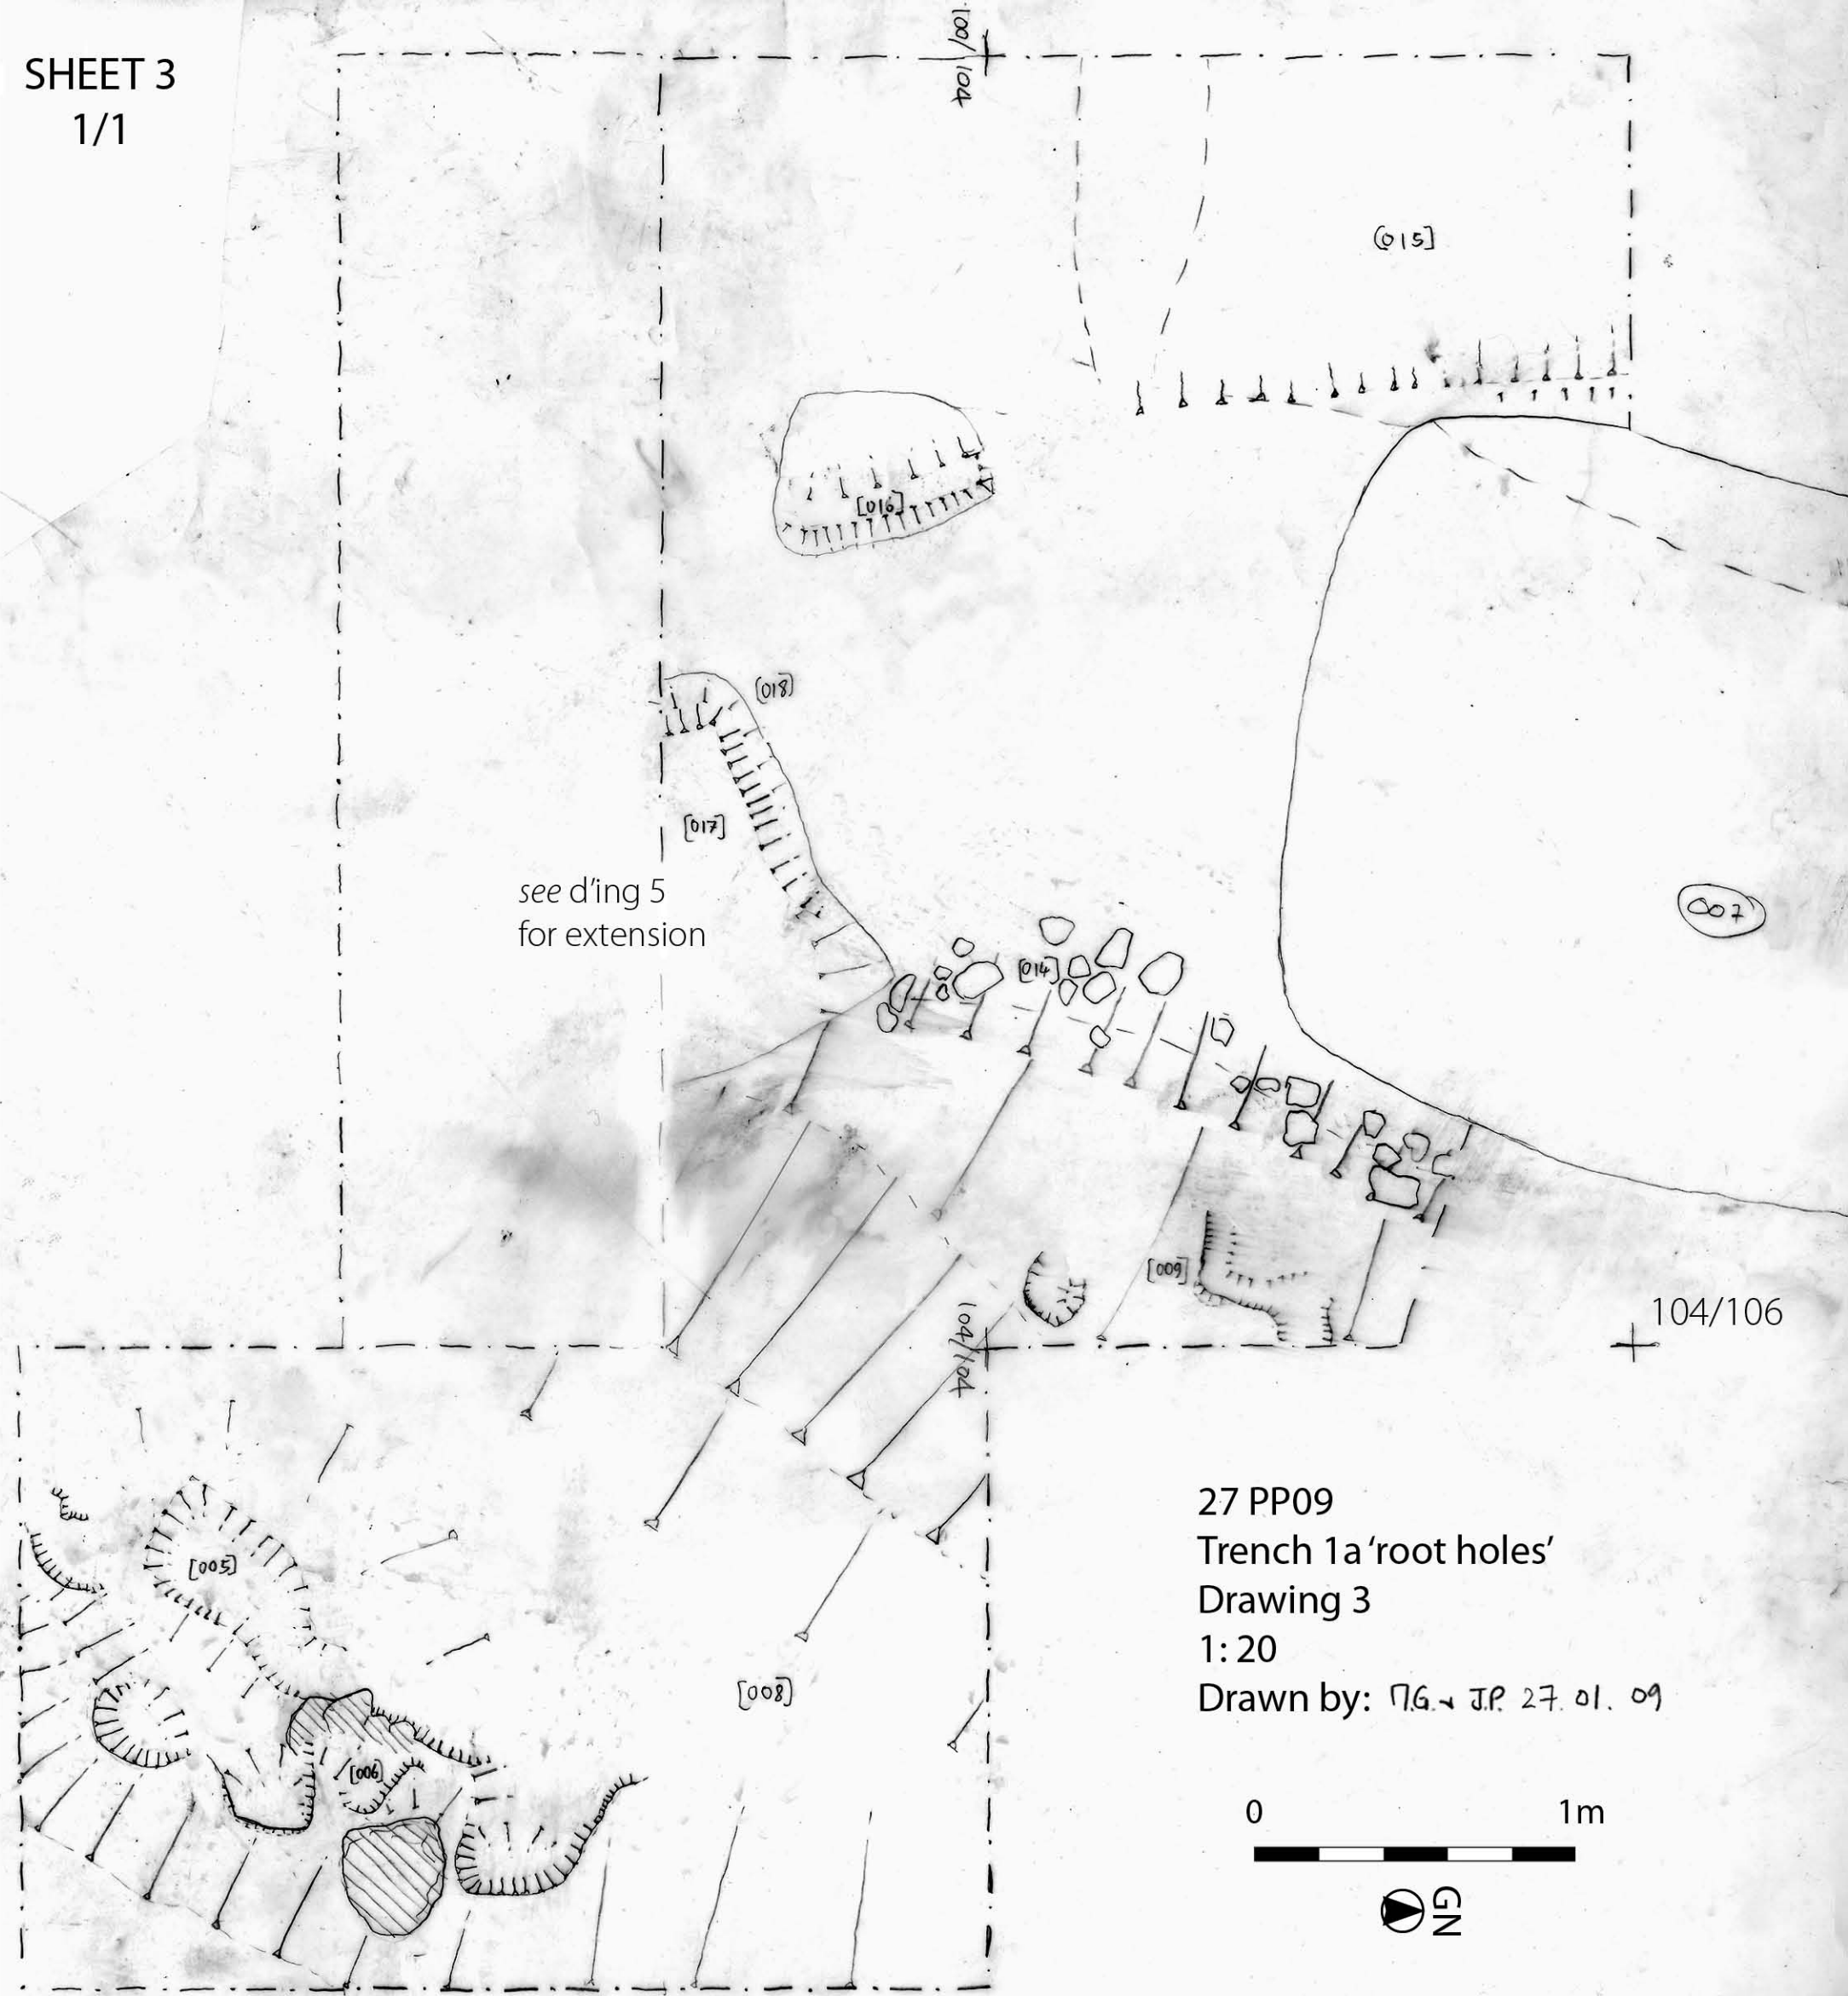 SHEET 3
1/1
100/104
[015]
[016]
[018]
[017]
see d'ing 5
for extension
007
[014]
[009]
104/104
104/106
[005]
[008]
[006]
27 PP09
Trench 1a 'root holes'
Drawing 3
1: 20
Drawn by: M.G. + J.P. 27. 01. 09
0 1m
GN